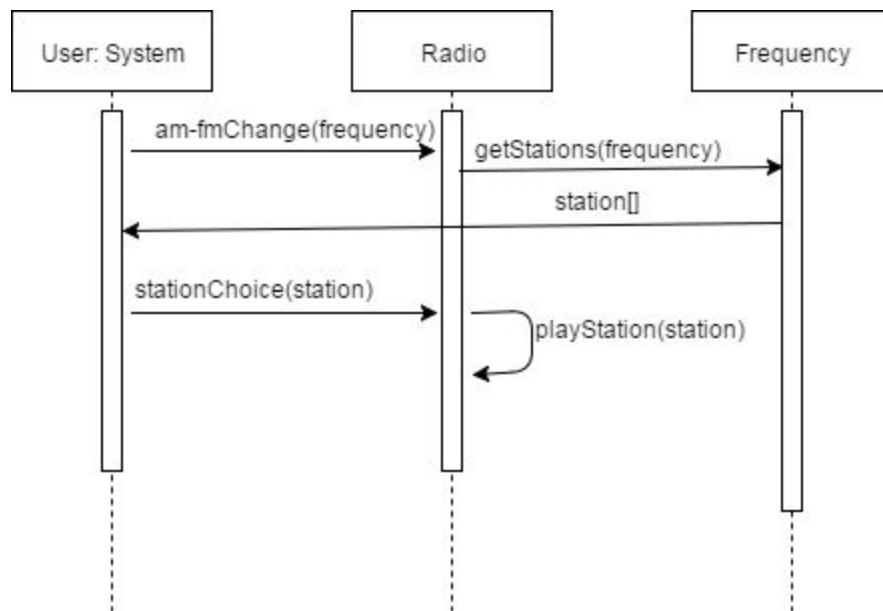 User: System
Radio
Frequency
am-fmChange(frequency)
getStations(frequency)
station[]
stationChoice(station)
playStation(station)